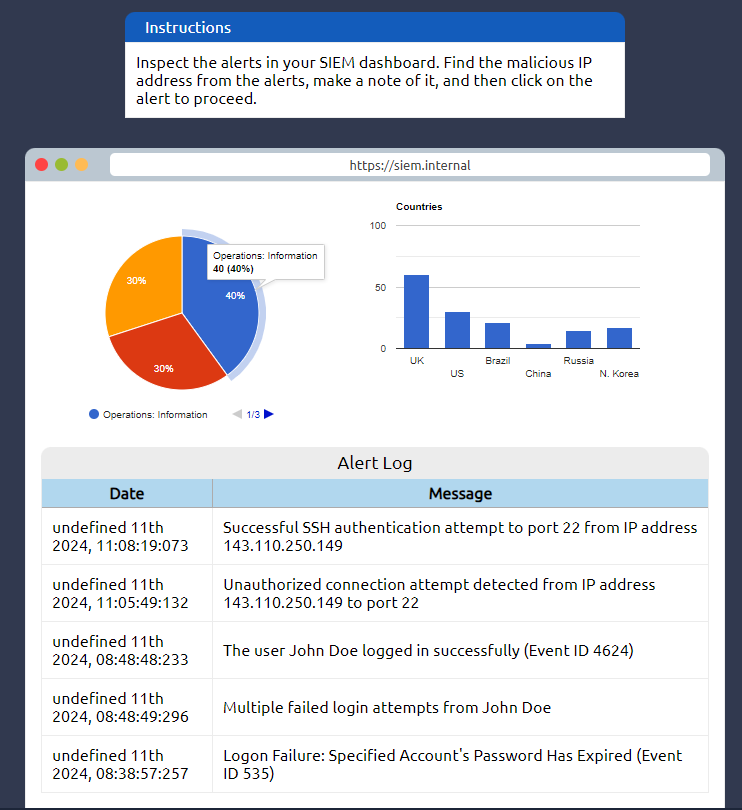 Instructions
Inspect the alerts in your SIEM dashboard. Find the malicious IP
address from the alerts, make a note of it, and then click on the
alert to proceed.
https://siem.internal
Operations: Information
40 (40%)
30%
40%
30%
Operations: Information
1/3
Countries
100
50
0
UK
US
Brazil
China
Russia
N. Korea
Alert Log
Date Message
undefined 11th
2024, 11:08:19:073
Successful SSH authentication attempt to port 22 from IP address
143.110.250.149
undefined 11th
2024, 11:05:49:132
Unauthorized connection attempt detected from IP address
143.110.250.149 to port 22
undefined 11th
2024, 08:48:48:233
The user John Doe logged in successfully (Event ID 4624)
undefined 11th
2024, 08:48:49:296
Multiple failed login attempts from John Doe
undefined 11th
2024, 08:38:57:257
Logon Failure: Specified Account's Password Has Expired (Event
ID 535)